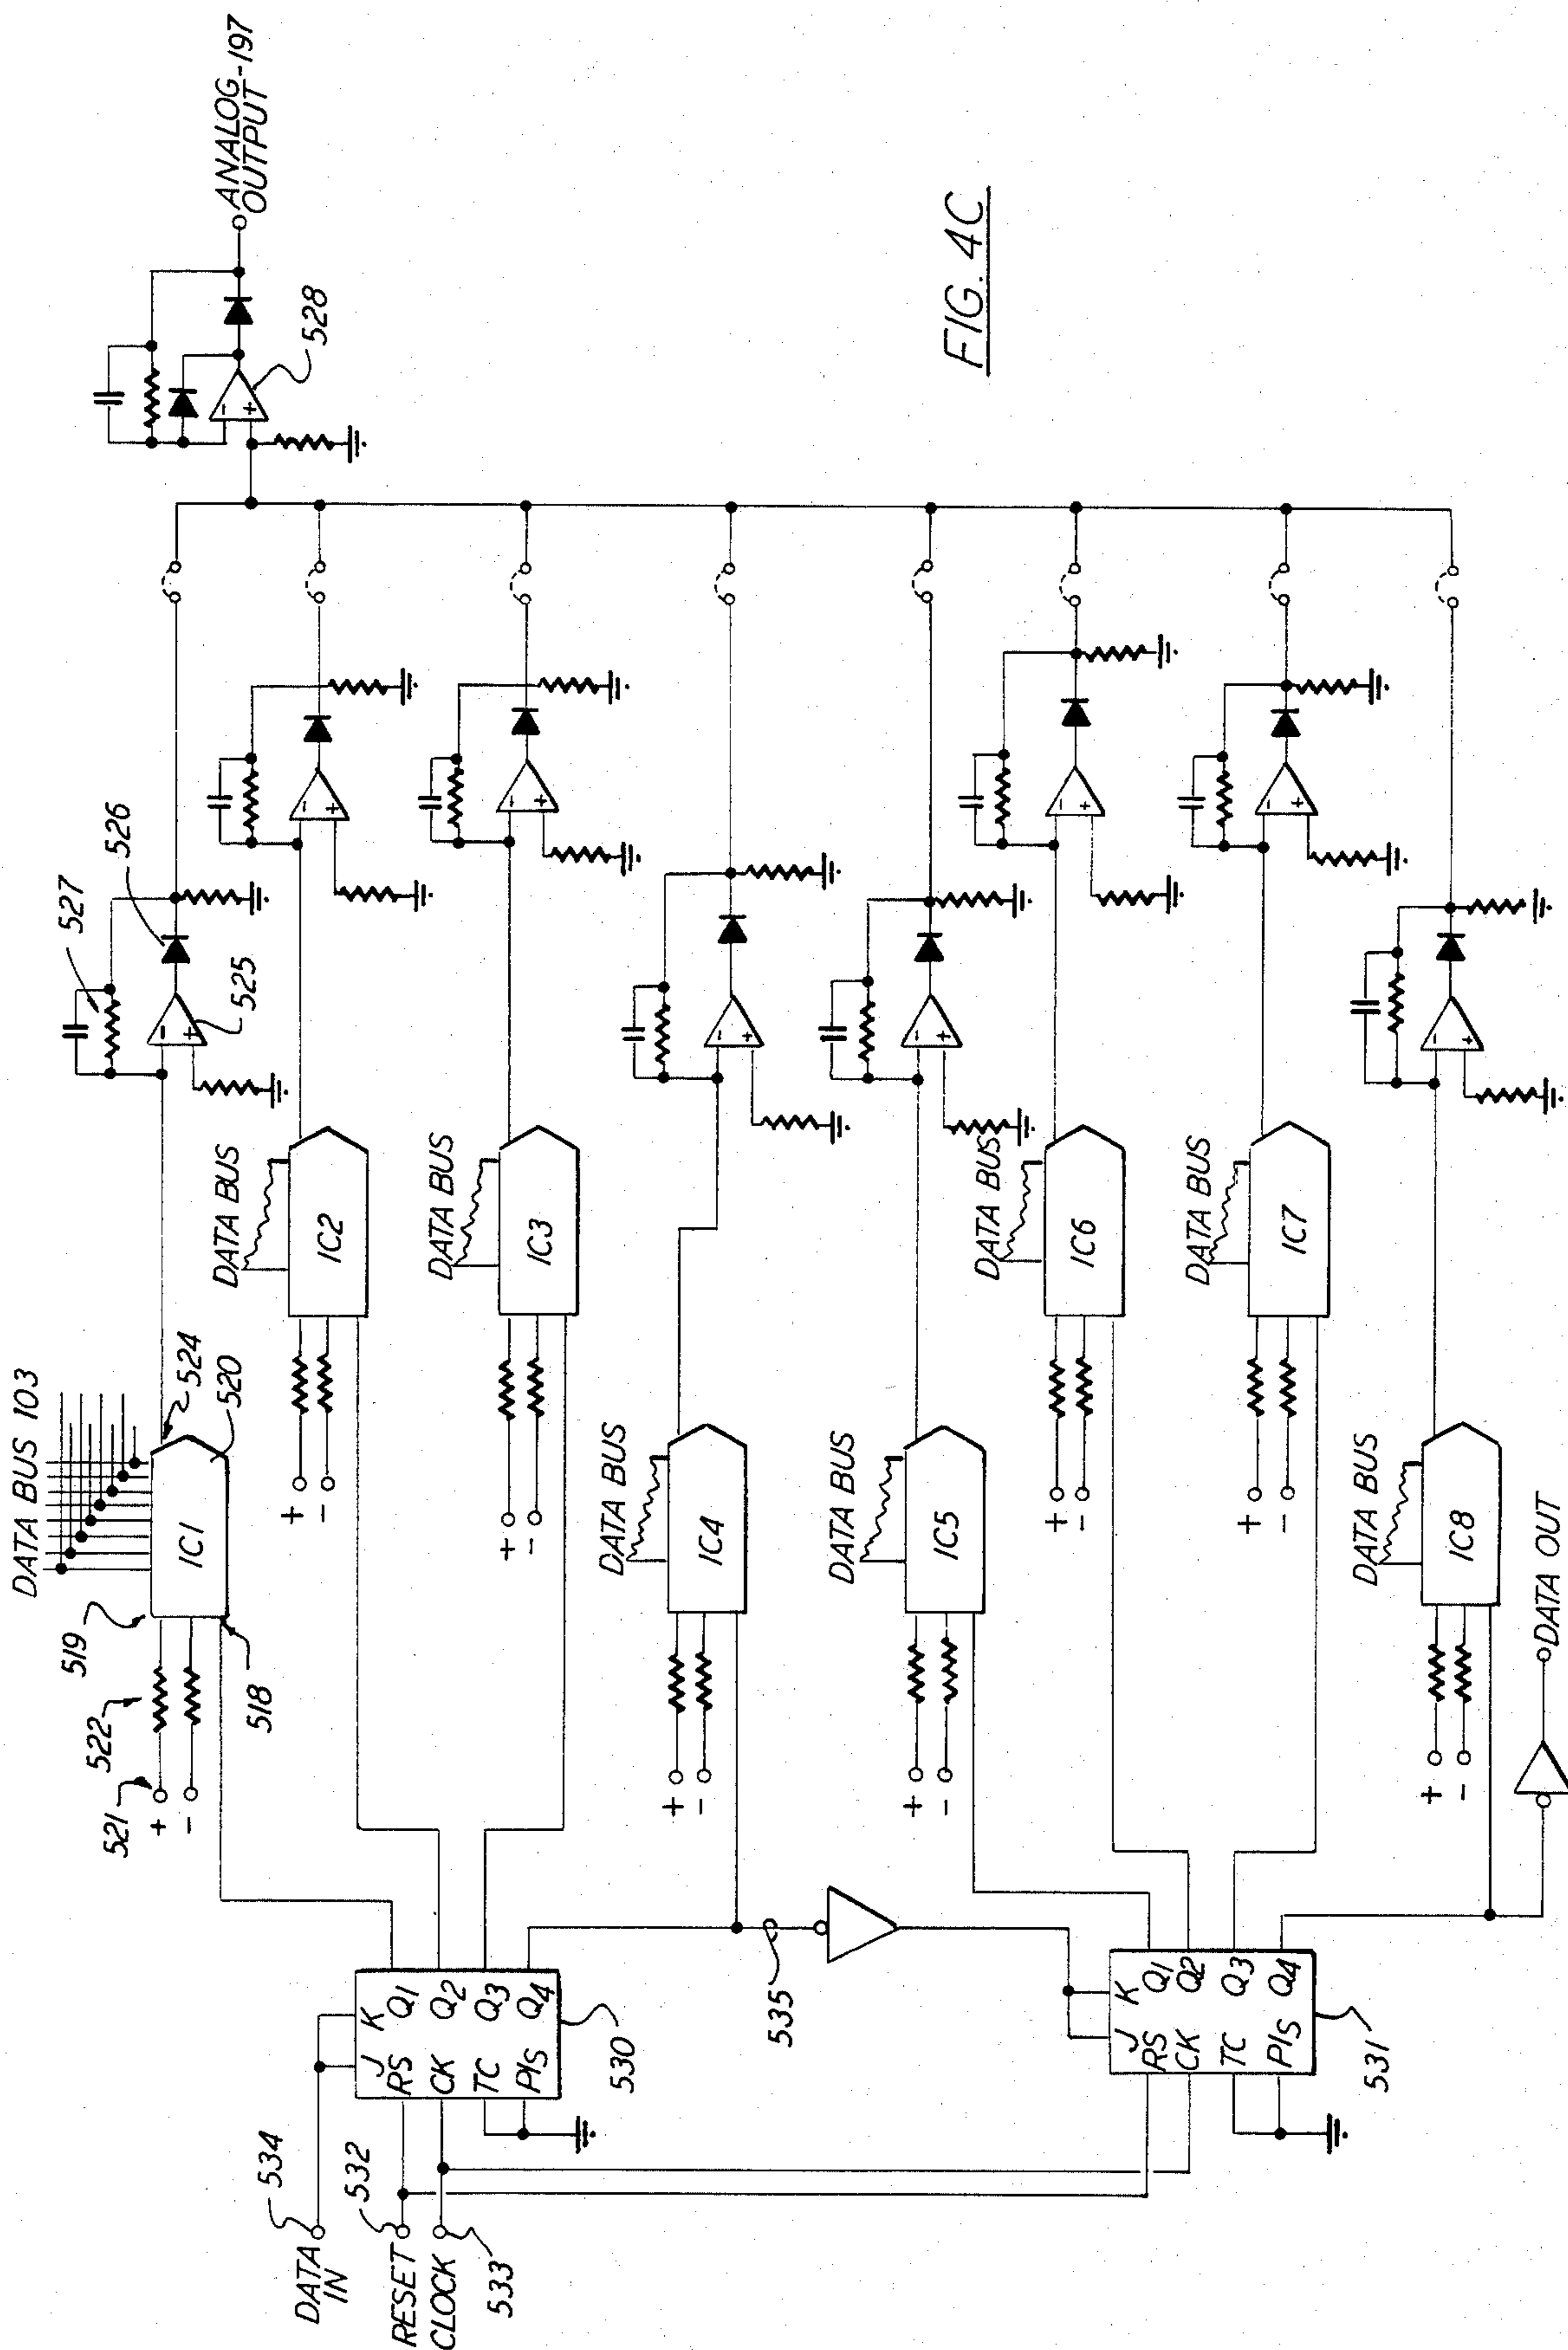 DATA BUS 103
519
522
521
+
-
518
IC1
524
520
527
526
525
-
+
528
-
+
ANALOG
OUTPUT-197
DATA BUS
IC2
+
-
-
+
DATA BUS
IC3
+
-
-
+
DATA BUS
IC4
+
-
-
+
DATA BUS
IC5
+
-
-
+
DATA BUS
IC6
+
-
-
+
DATA BUS
IC7
+
-
-
+
DATA BUS
IC8
+
-
-
+
534
DATA
IN
532
RESET
CLOCK
533
J K
RS Q1
CK Q2
TC Q3
P/S Q4
530
535
J K
RS Q1
CK Q2
TC Q3
P/S Q4
531
DATA OUT
FIG. 4C